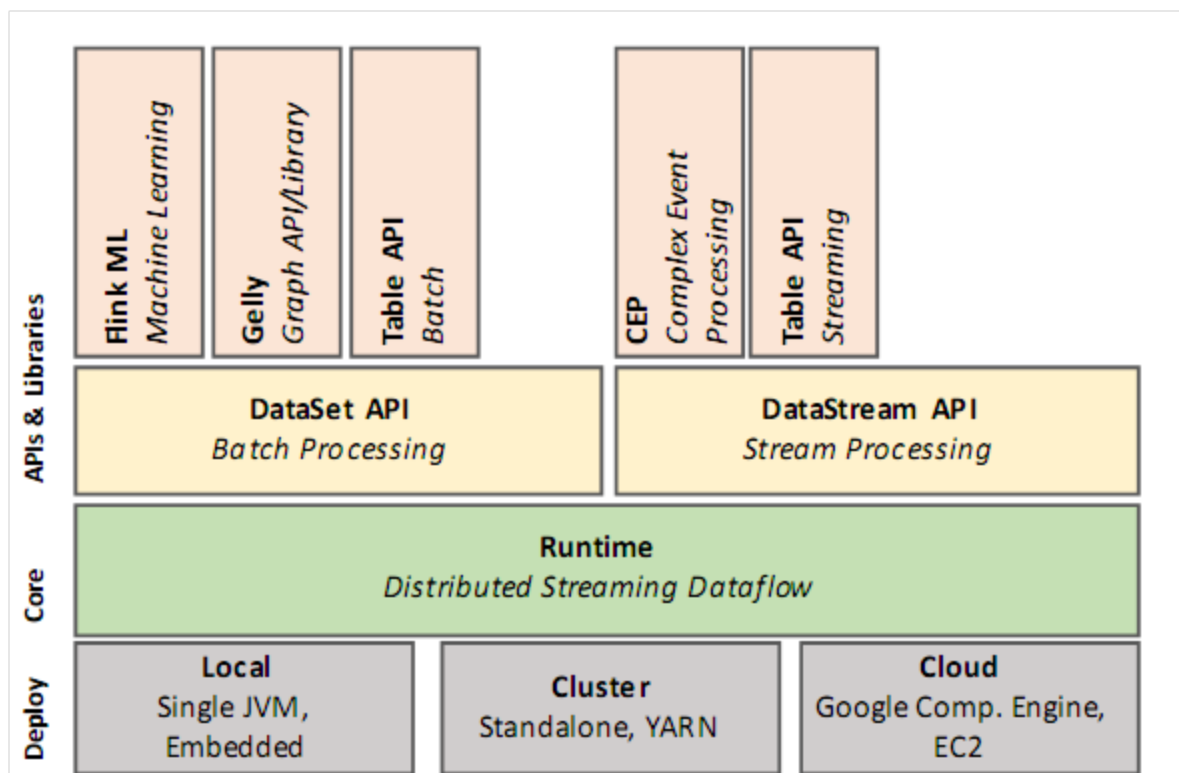 Flink ML
Machine Learning
Gelly
Graph API/Library
Table API
Batch
CEP
Complex Event
Processing
Table API
Streaming
APIs & Libraries
DataSet API
Batch Processing
DataStream API
Stream Processing
Core
Runtime
Distributed Streaming Dataflow
Deploy
Local
Single JVM,
Embedded
Cluster
Standalone, YARN
Cloud
Google Comp. Engine,
EC2